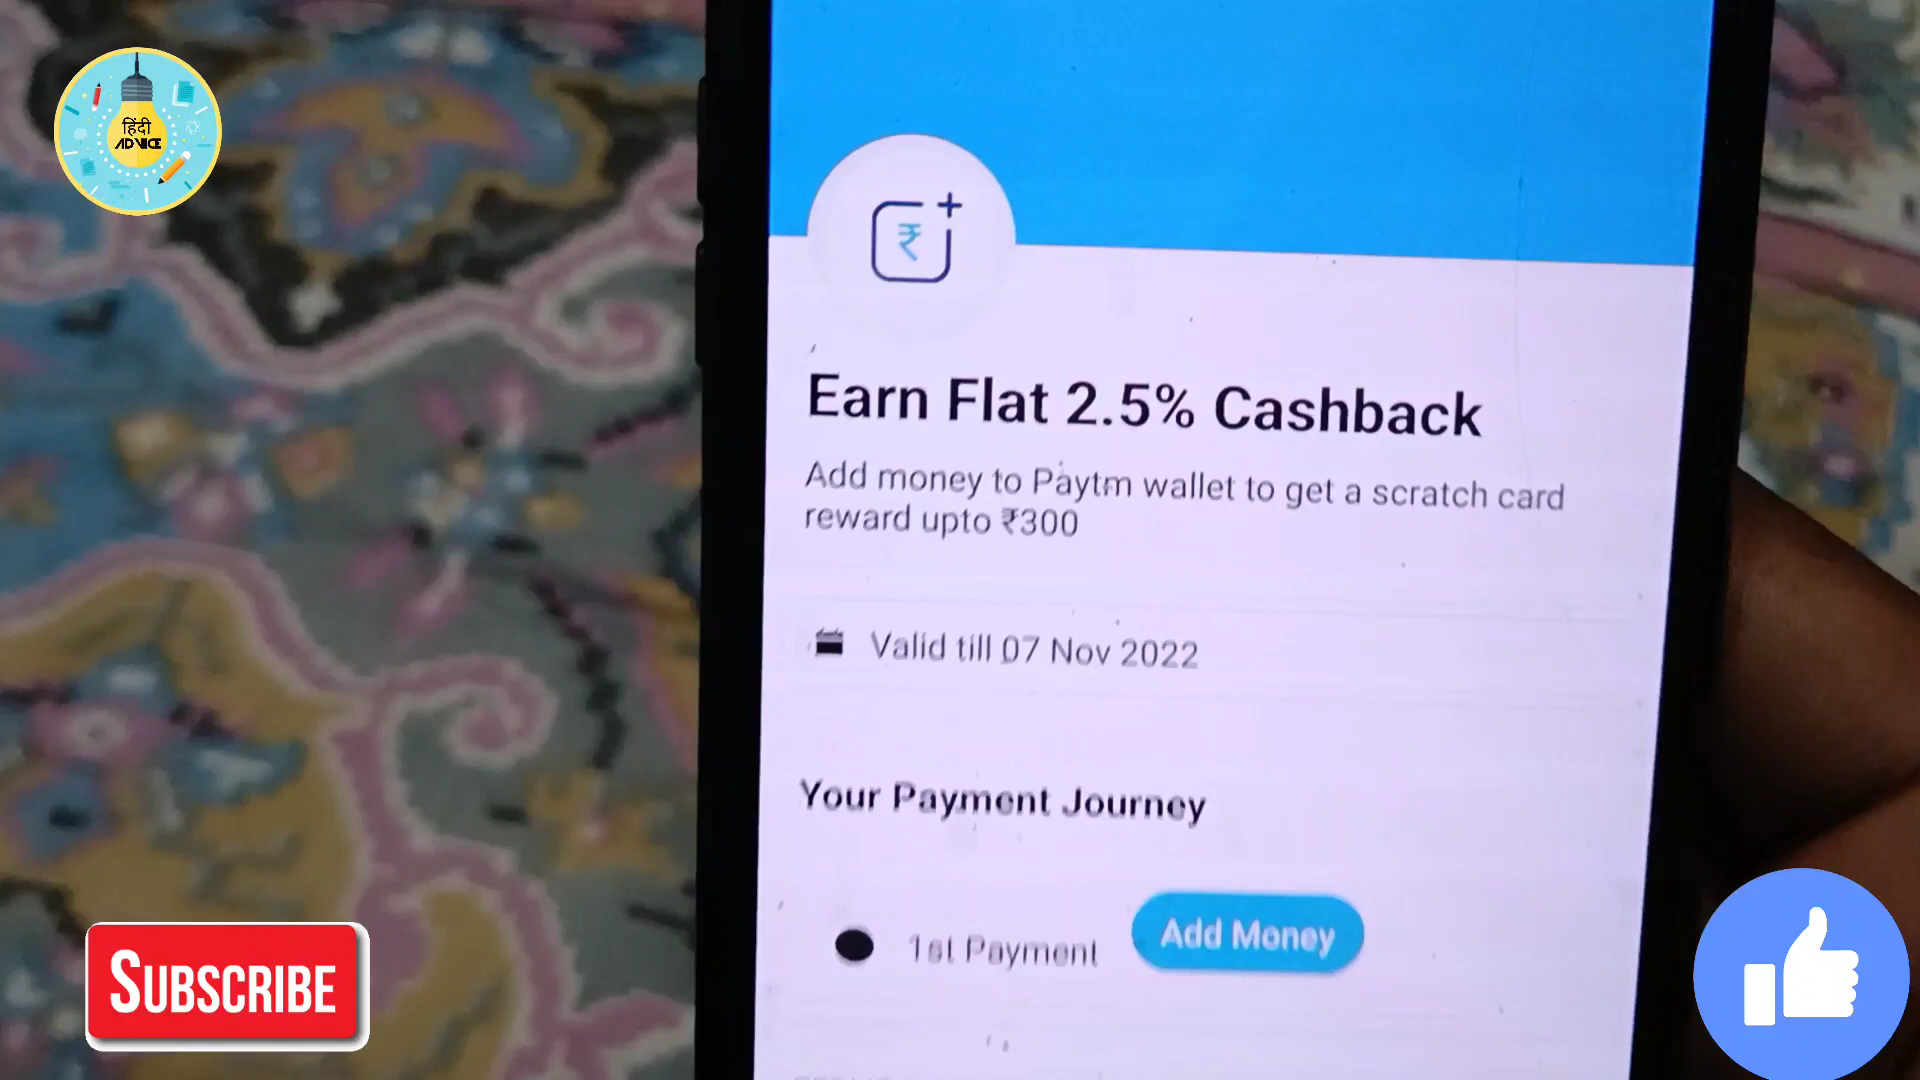 हिंदी
ADVICE
Earn Flat 2.5% Cashback
Add money to Paytm wallet to get a scratch card
reward upto ₹300
Valid till 07 Nov 2022
Your Payment Journey
1st Payment
Add Money
SUBSCRIBE